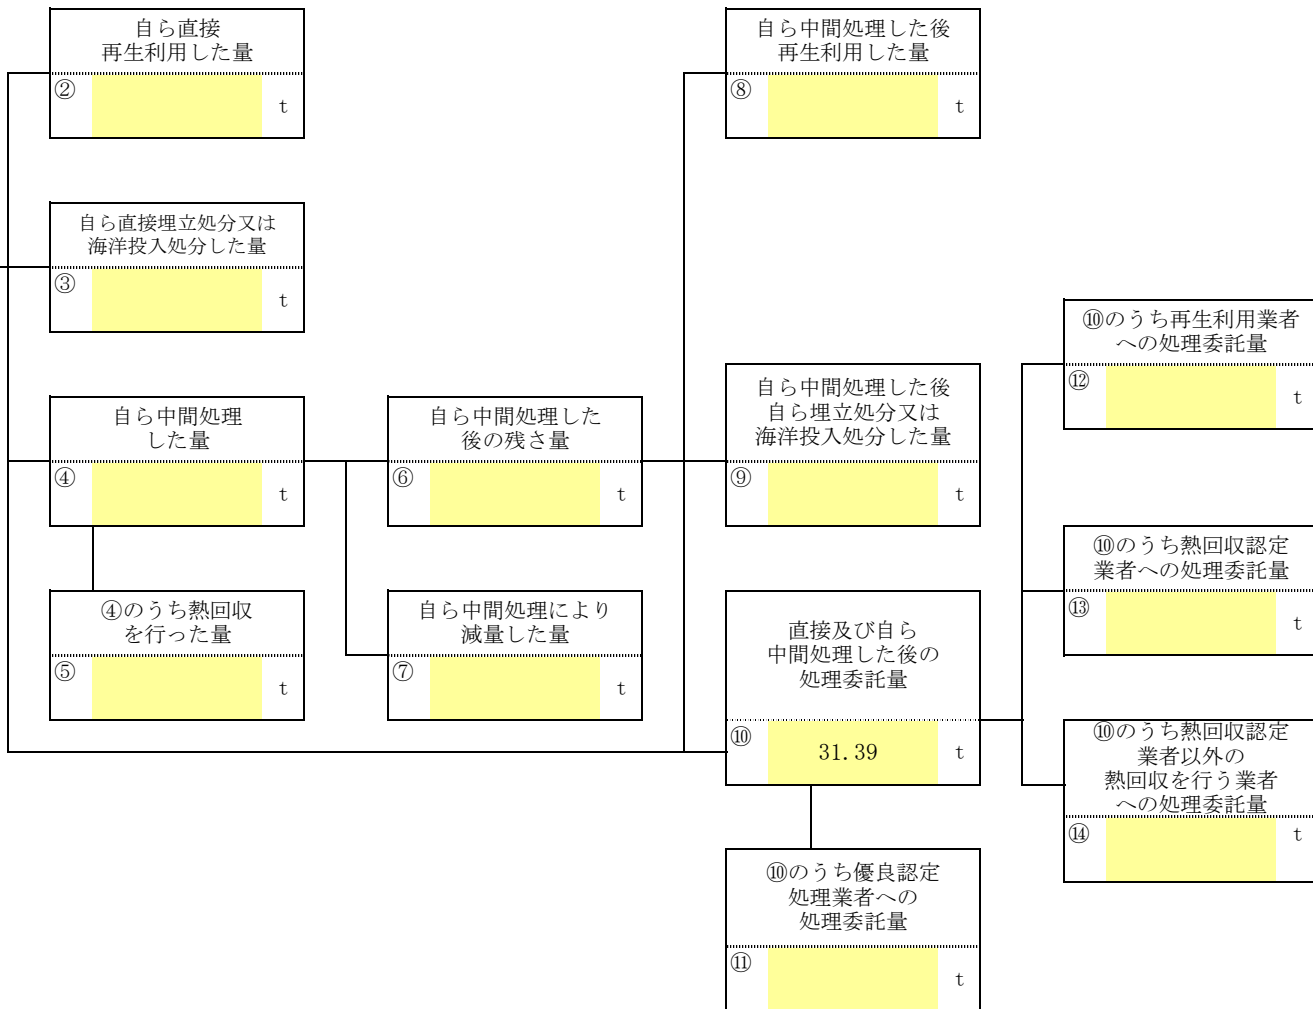 自ら直接
再生利用した量
② t
自ら中間処理した後
再生利用した量
⑧ t
自ら直接埋立処分又は
海洋投入処分した量
③ t
⑩のうち再生利用業者
への処理委託量
⑫ t
自ら中間処理
した量
④ t
自ら中間処理した
後の残さ量
⑥ t
自ら中間処理した後
自ら埋立処分又は
海洋投入処分した量
⑨ t
⑩のうち熱回収認定
業者への処理委託量
⑬ t
④のうち熱回収
を行った量
⑤ t
自ら中間処理により
減量した量
⑦ t
直接及び自ら
中間処理した後の
処理委託量
⑩ 31.39 t
⑩のうち熱回収認定
業者以外の
熱回収を行う業者
への処理委託量
⑭ t
⑩のうち優良認定
処理業者への
処理委託量
⑪ t